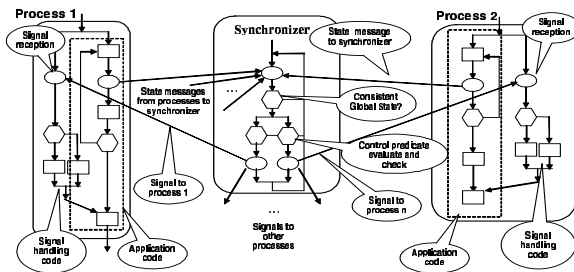 Process 1
Signal
reception
Synchronizer
State message
to synchronizer
Process 2
Signal
reception
State messages
from processes to
synchronizer
...
Consistent
Global State?
Control predicate
evaluate and
check
Signal to
process 1
Signal to
process n
...
Signals to
other
processes
Signal
handling
code
Application
code
Application
code
Signal
handling
code